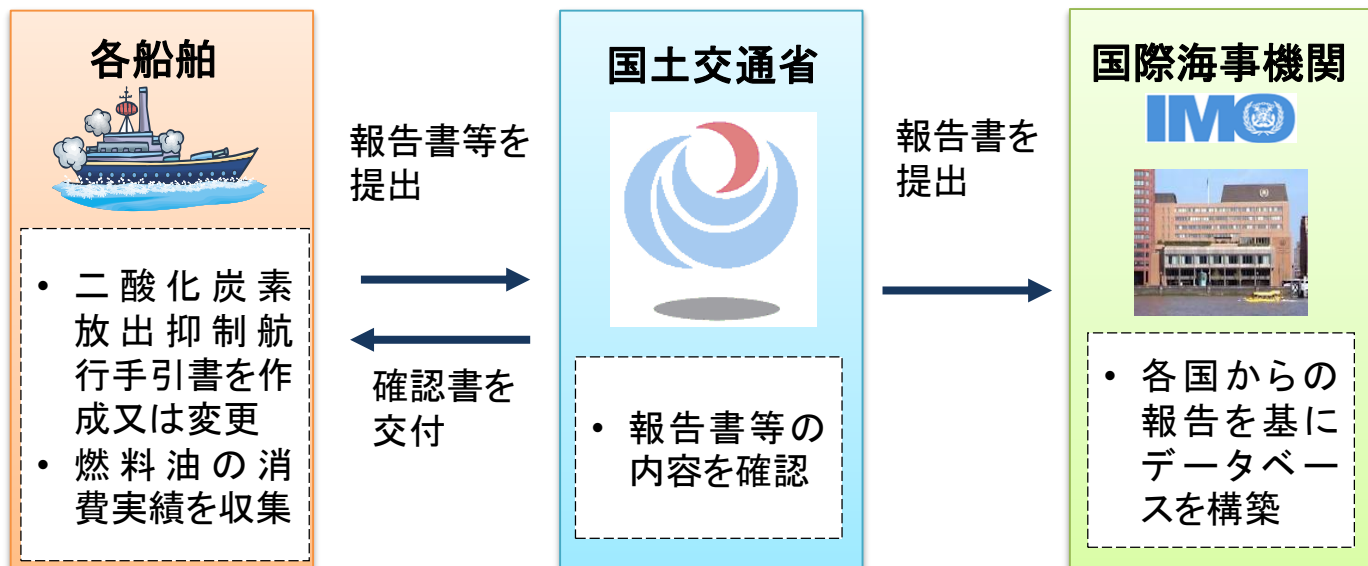 各船舶
報告書等を
提出
確認書を
交付
• 二酸化炭素
放出抑制航
行手引書を作
成又は変更
• 燃料油の消
費実績を収集
国土交通省
• 報告書等の
内容を確認
報告書を
提出
国際海事機関
IMO
• 各国からの
報告を基に
データベー
スを構築